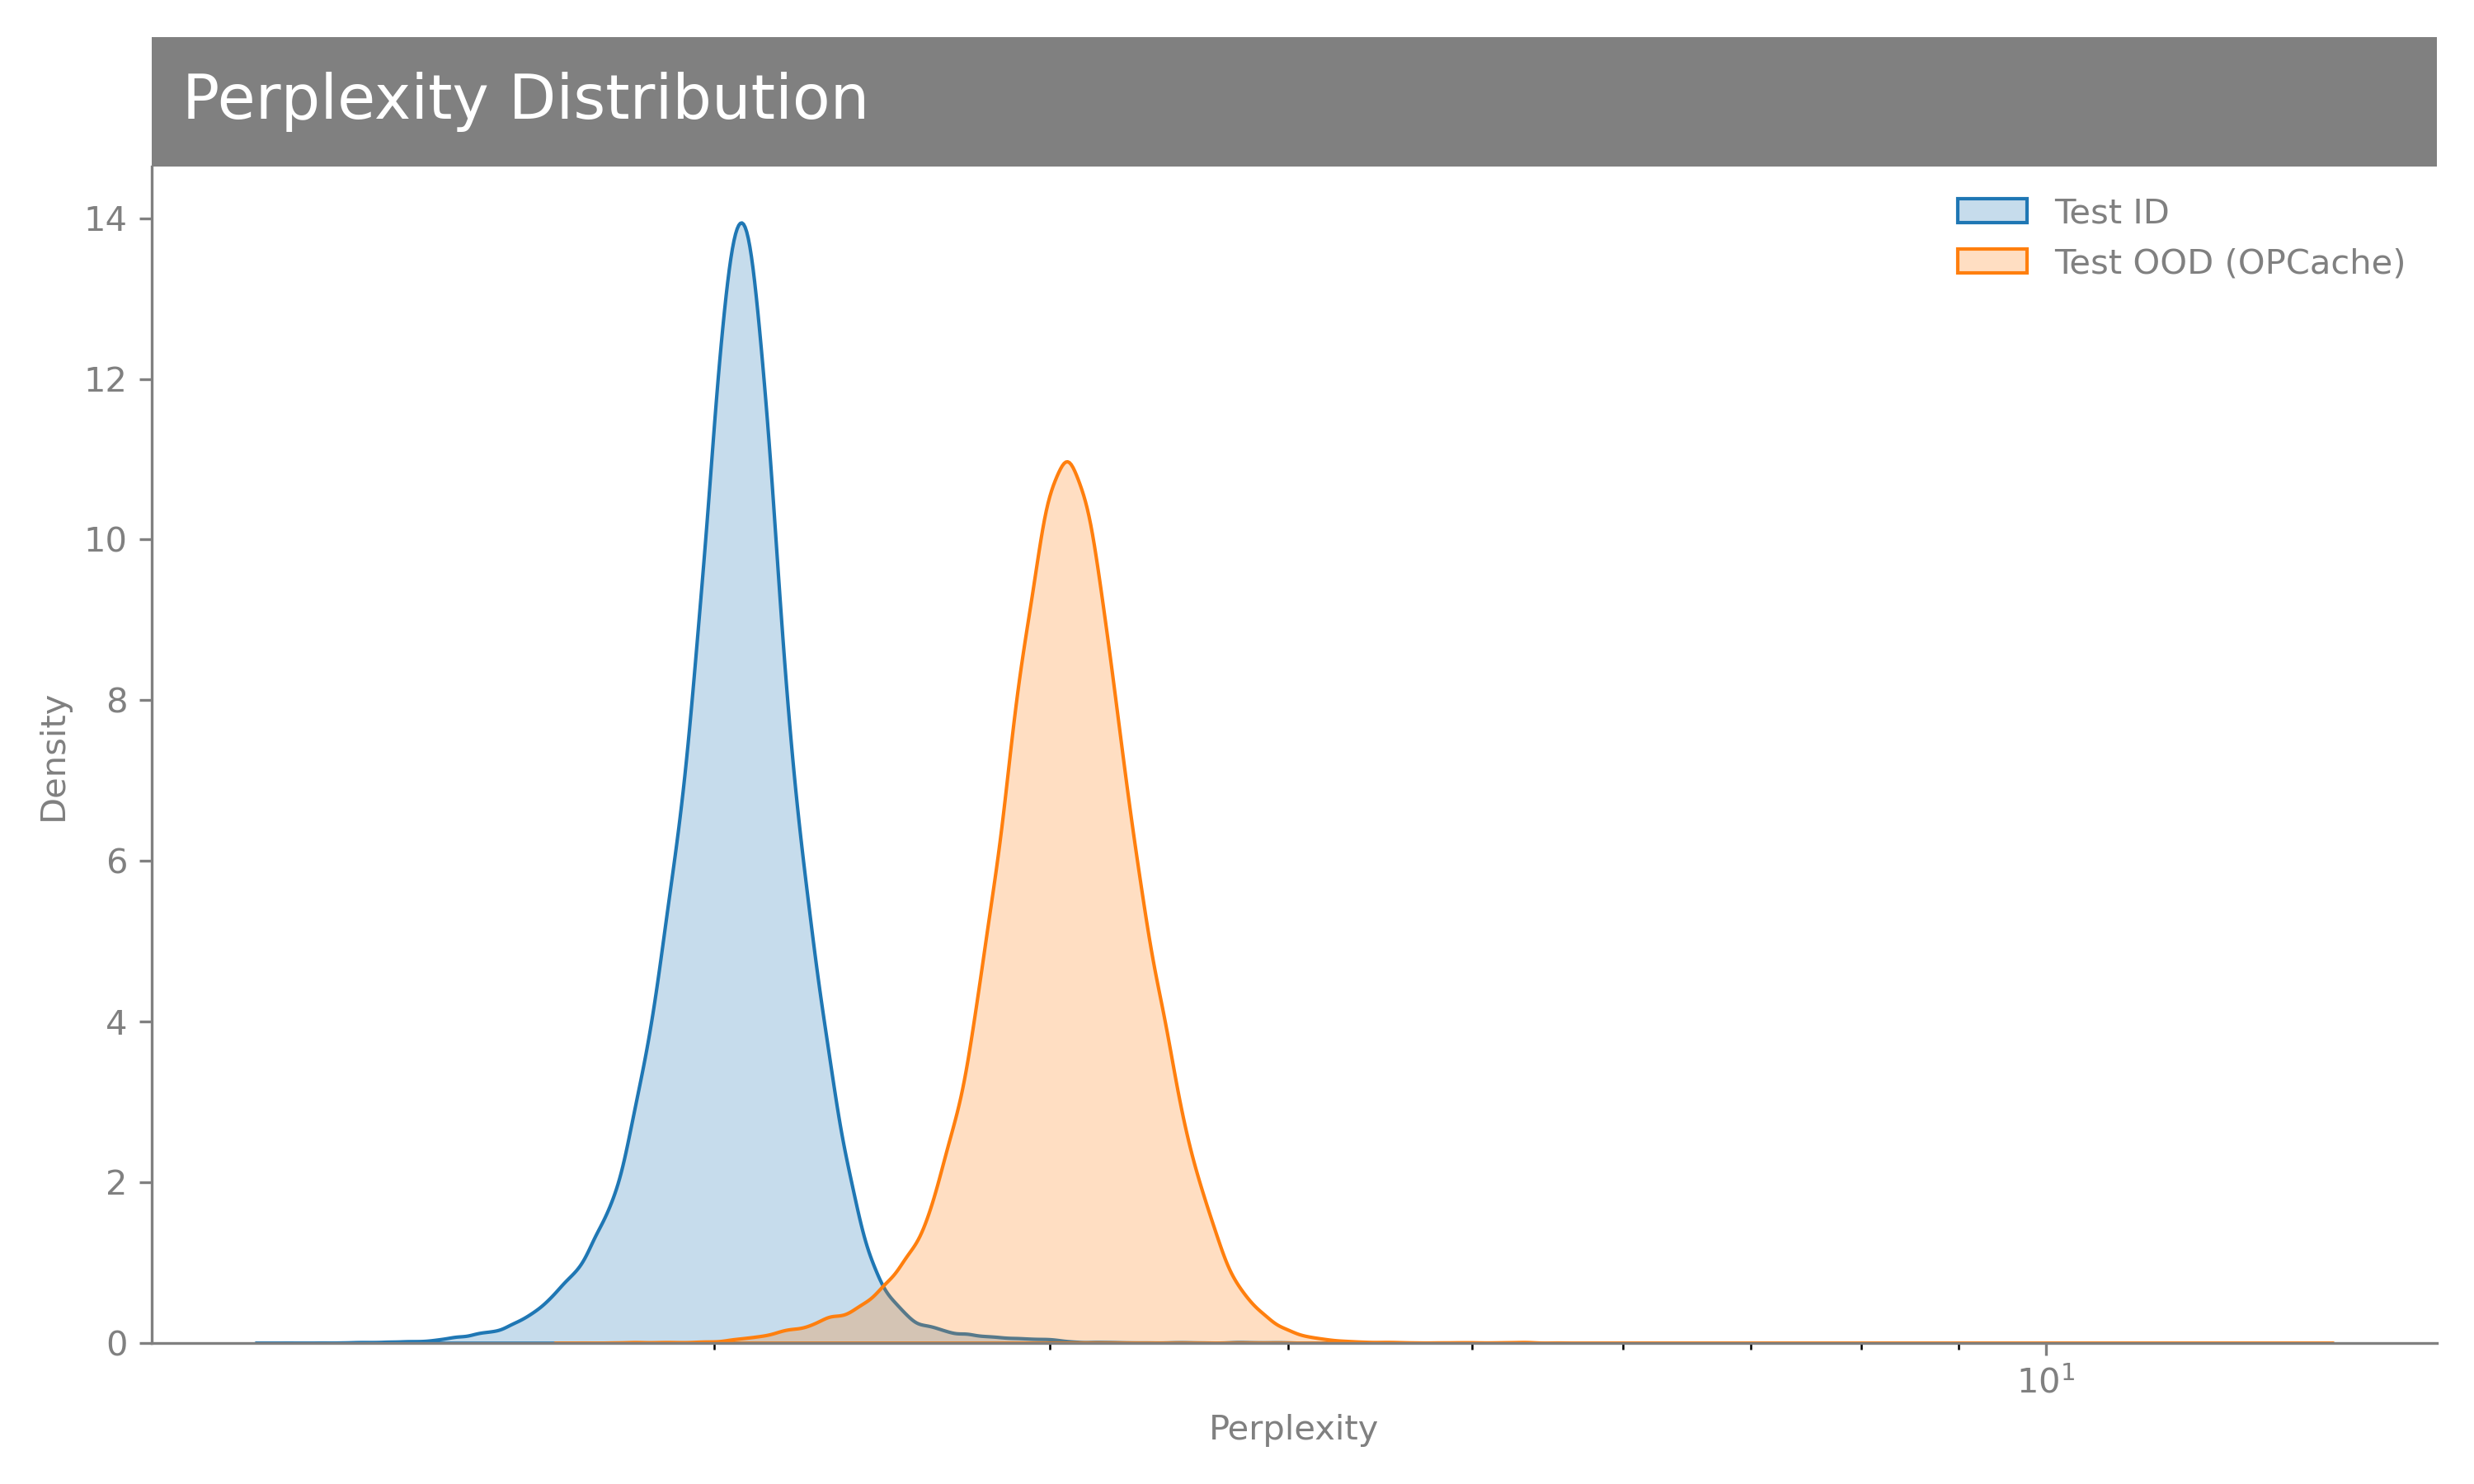 Perplexity Distribution
Test ID
Test OOD (OPCache)
14
12
10
8
6
4
2
0
Density
10¹
Perplexity